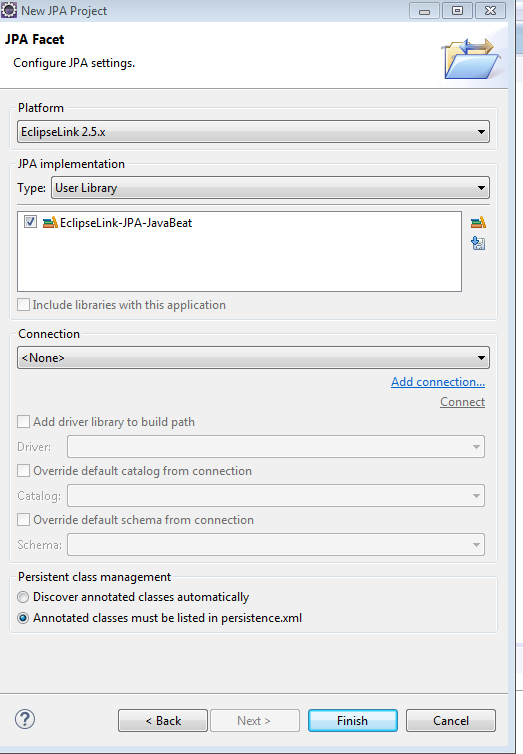 New JPA Project
JPA Facet
Configure JPA settings.
Platform
EclipseLink 2.5.x
JPA implementation
Type: User Library
EclipseLink-JPA-JavaBeat
Include libraries with this application
Connection
<None>
Add connection...
Connect
Add driver library to build path
Driver:
Override default catalog from connection
Catalog:
Override default schema from connection
Schema:
Persistent class management
Discover annotated classes automatically
Annotated classes must be listed in persistence.xml
? < Back Next > Finish Cancel